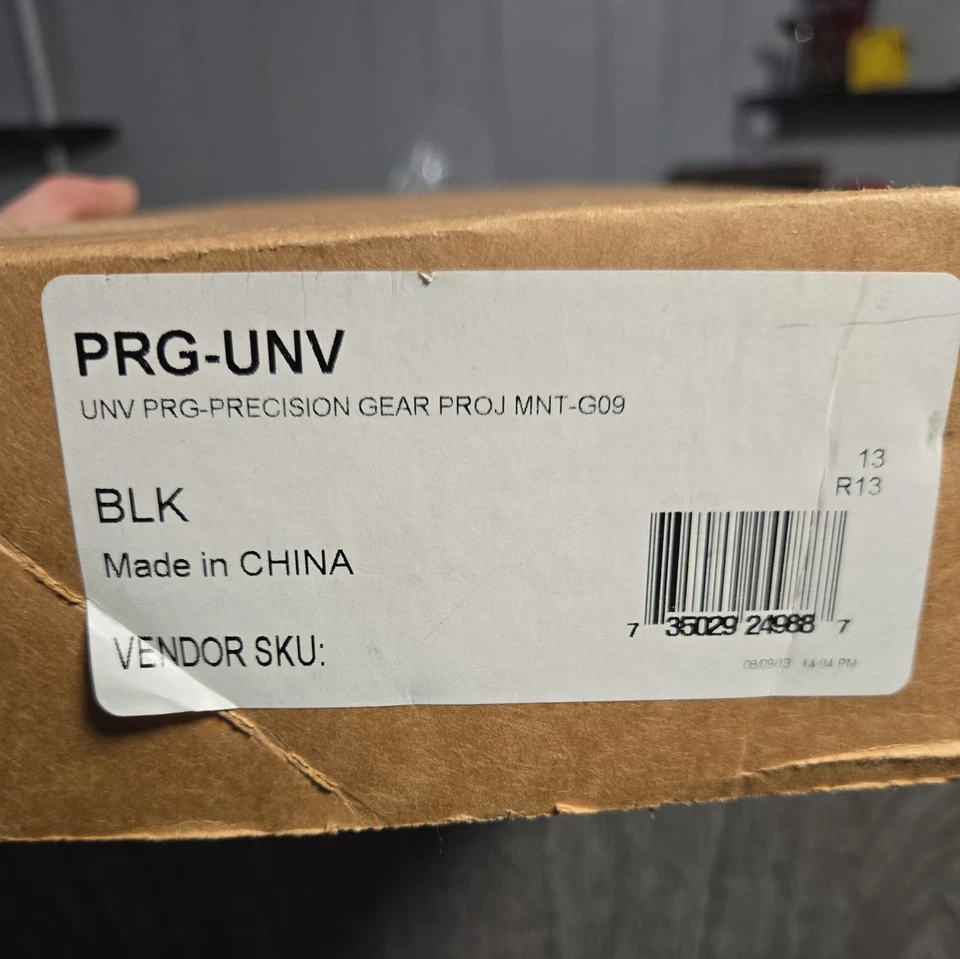 PRG-UNV
UNV PRG-PRECISION GEAR PROJ MNT-G09
13
R13
BLK
Made in CHINA
7 35029 24988 7
VENDOR SKU:
08/09/13 14:04 PM